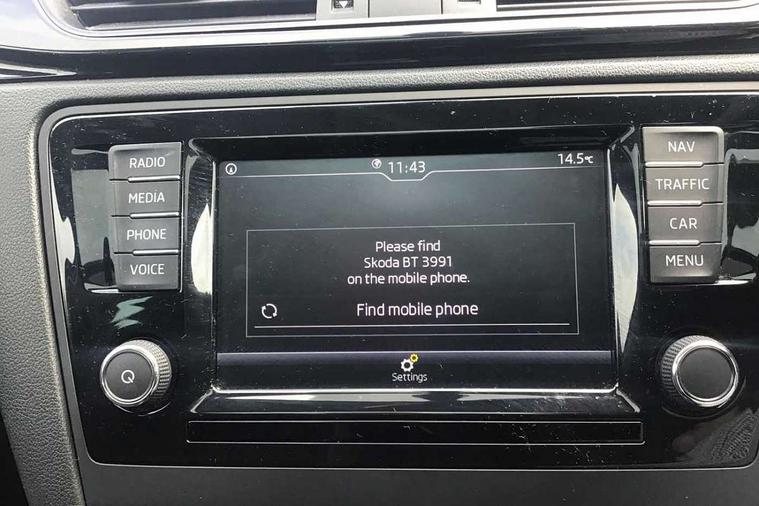 RADIO
MEDIA
PHONE
VOICE
11:43
14.5°C
Please find
Skoda BT 3991
on the mobile phone.
Find mobile phone
Settings
NAV
TRAFFIC
CAR
MENU